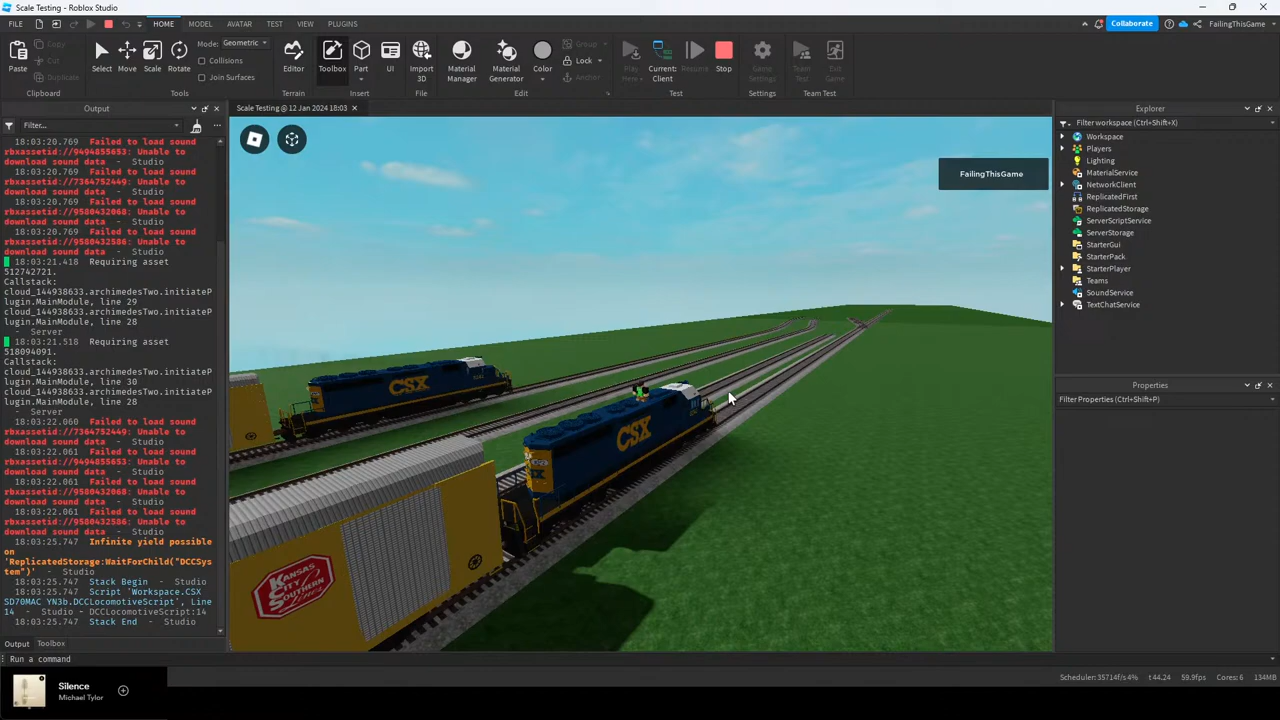 Scale Testing - Roblox Studio
FILE
HOME MODEL AVATAR TEST VIEW PLUGINS
Collaborate
FailingThisGame
Paste
Copy
Cut
Duplicate
Clipboard
Select Move Scale Rotate
Mode: Geometric
Collisions
Join Surfaces
Tools
Editor
Terrain
Toolbox Part UI
Insert
Import 3D
File
Material Manager
Material Generator
Color
Group
Lock
Anchor
Edit
Play Here
Current: Client
Resume
Stop
Test
Game Settings
Settings
Team Test
Exit Game
Team Test
Output
Scale Testing @ 12 Jan 2024 18:03
Explorer
Filter...
Filter workspace (Ctrl+Shift+X)
18:03:20.769 Failed to load sound
rbxassetid://9494855653: Unable to
download sound data - Studio
18:03:20.769 Failed to load sound
rbxassetid://7364752449: Unable to
download sound data - Studio
18:03:20.769 Failed to load sound
rbxassetid://9580432068: Unable to
download sound data - Studio
18:03:20.769 Failed to load sound
rbxassetid://9580432586: Unable to
download sound data - Studio
18:03:21.418 Requiring asset
512742721.
Callstack:
cloud_144938633.archimedesTwo.initiateP
lugin.MainModule, line 29
cloud_144938633.archimedesTwo.initiateP
lugin.MainModule, line 28
- Server
18:03:21.518 Requiring asset
518094091.
Callstack:
cloud_144938633.archimedesTwo.initiateP
lugin.MainModule, line 30
cloud_144938633.archimedesTwo.initiateP
lugin.MainModule, line 28
- Server
18:03:22.060 Failed to load sound
rbxassetid://7364752449: Unable to
download sound data - Studio
18:03:22.061 Failed to load sound
rbxassetid://9494855653: Unable to
download sound data - Studio
18:03:22.061 Failed to load sound
rbxassetid://9580432068: Unable to
download sound data - Studio
18:03:22.061 Failed to load sound
rbxassetid://9580432586: Unable to
download sound data - Studio
18:03:25.747 Infinite yield possible
on
'ReplicatedStorage:WaitForChild("DCCSys
tem")' - Studio
18:03:25.747 Stack Begin - Studio
18:03:25.747 Script 'Workspace.CSX
SD70MAC YN3b.DCCLocomotiveScript', Line
14 - Studio - DCCLocomotiveScript:14
18:03:25.747 Stack End - Studio
FailingThisGame
CSX
CSX
KANSAS
CITY
SOUTHERN
Lines
Workspace
Players
Lighting
MaterialService
NetworkClient
ReplicatedFirst
ReplicatedStorage
ServerScriptService
ServerStorage
StarterGui
StarterPack
StarterPlayer
Teams
SoundService
TextChatService
Properties
Filter Properties (Ctrl+Shift+P)
Output Toolbox
Run a command
Silence
Michael Tylor
Scheduler: 35714f/s 4% t 44.24 59.9fps Cores: 6 134MB